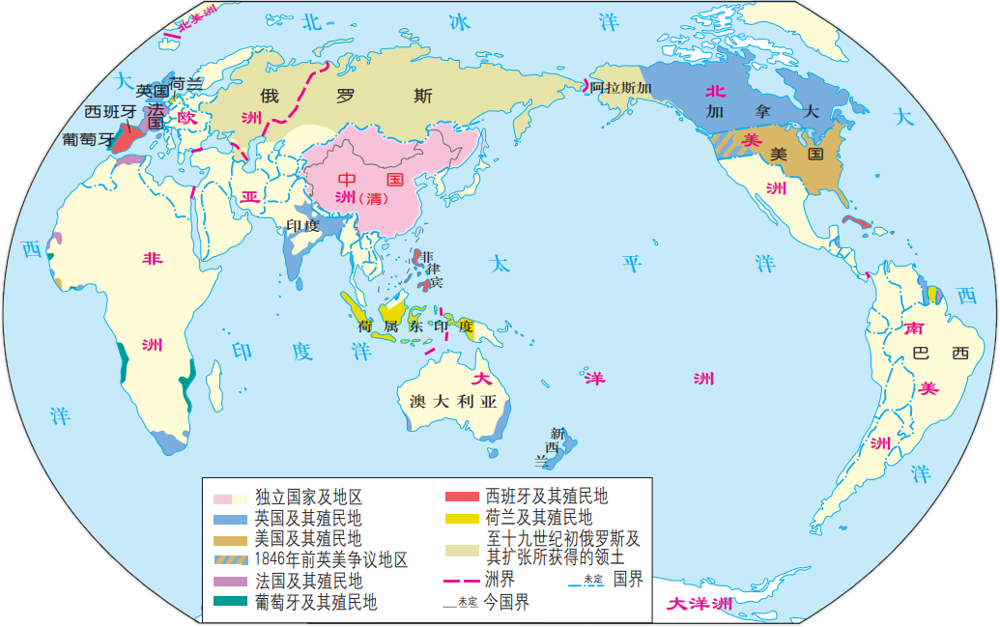 北美洲
北 冰 洋
大
英国
荷兰
西班牙
法国
葡萄牙
欧
洲
俄 罗 斯
阿拉斯加
北
加 拿 大
大
美
美 国
洲
中 国
(清)
亚
洲
印度
西
非
洲
菲律宾
太 平 洋
西
荷属东印度
印 度 洋
南
巴 西
美
洲
大 洋 洲
澳大利亚
新西兰
洋
洋
独立国家及地区
英国及其殖民地
美国及其殖民地
1846年前英美争议地区
法国及其殖民地
葡萄牙及其殖民地
西班牙及其殖民地
荷兰及其殖民地
至十九世纪初俄罗斯及
其扩张所获得的领土
洲界
未定 国界
未定 今国界
大洋洲